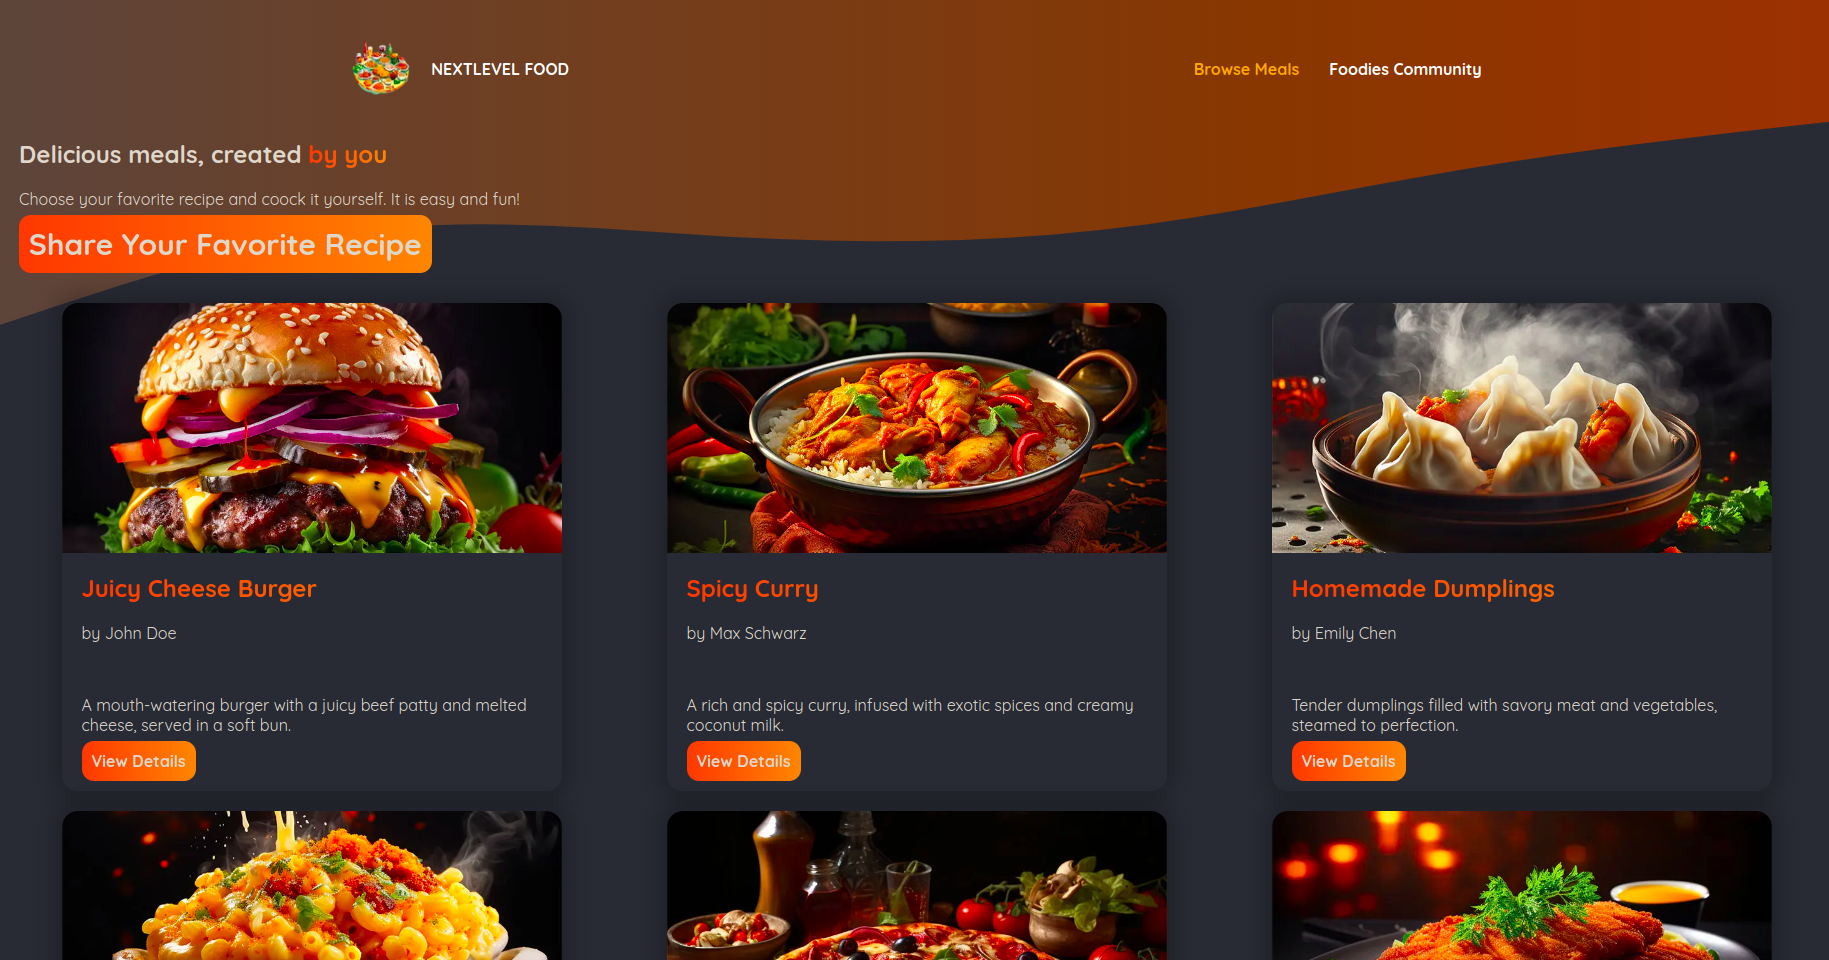 NEXTLEVEL FOOD
Browse Meals
Foodies Community
Delicious meals, created by you
Choose your favorite recipe and coock it yourself. It is easy and fun!
Share Your Favorite Recipe
Juicy Cheese Burger
by John Doe
A mouth-watering burger with a juicy beef patty and melted
cheese, served in a soft bun.
View Details
Spicy Curry
by Max Schwarz
A rich and spicy curry, infused with exotic spices and creamy
coconut milk.
View Details
Homemade Dumplings
by Emily Chen
Tender dumplings filled with savory meat and vegetables,
steamed to perfection.
View Details